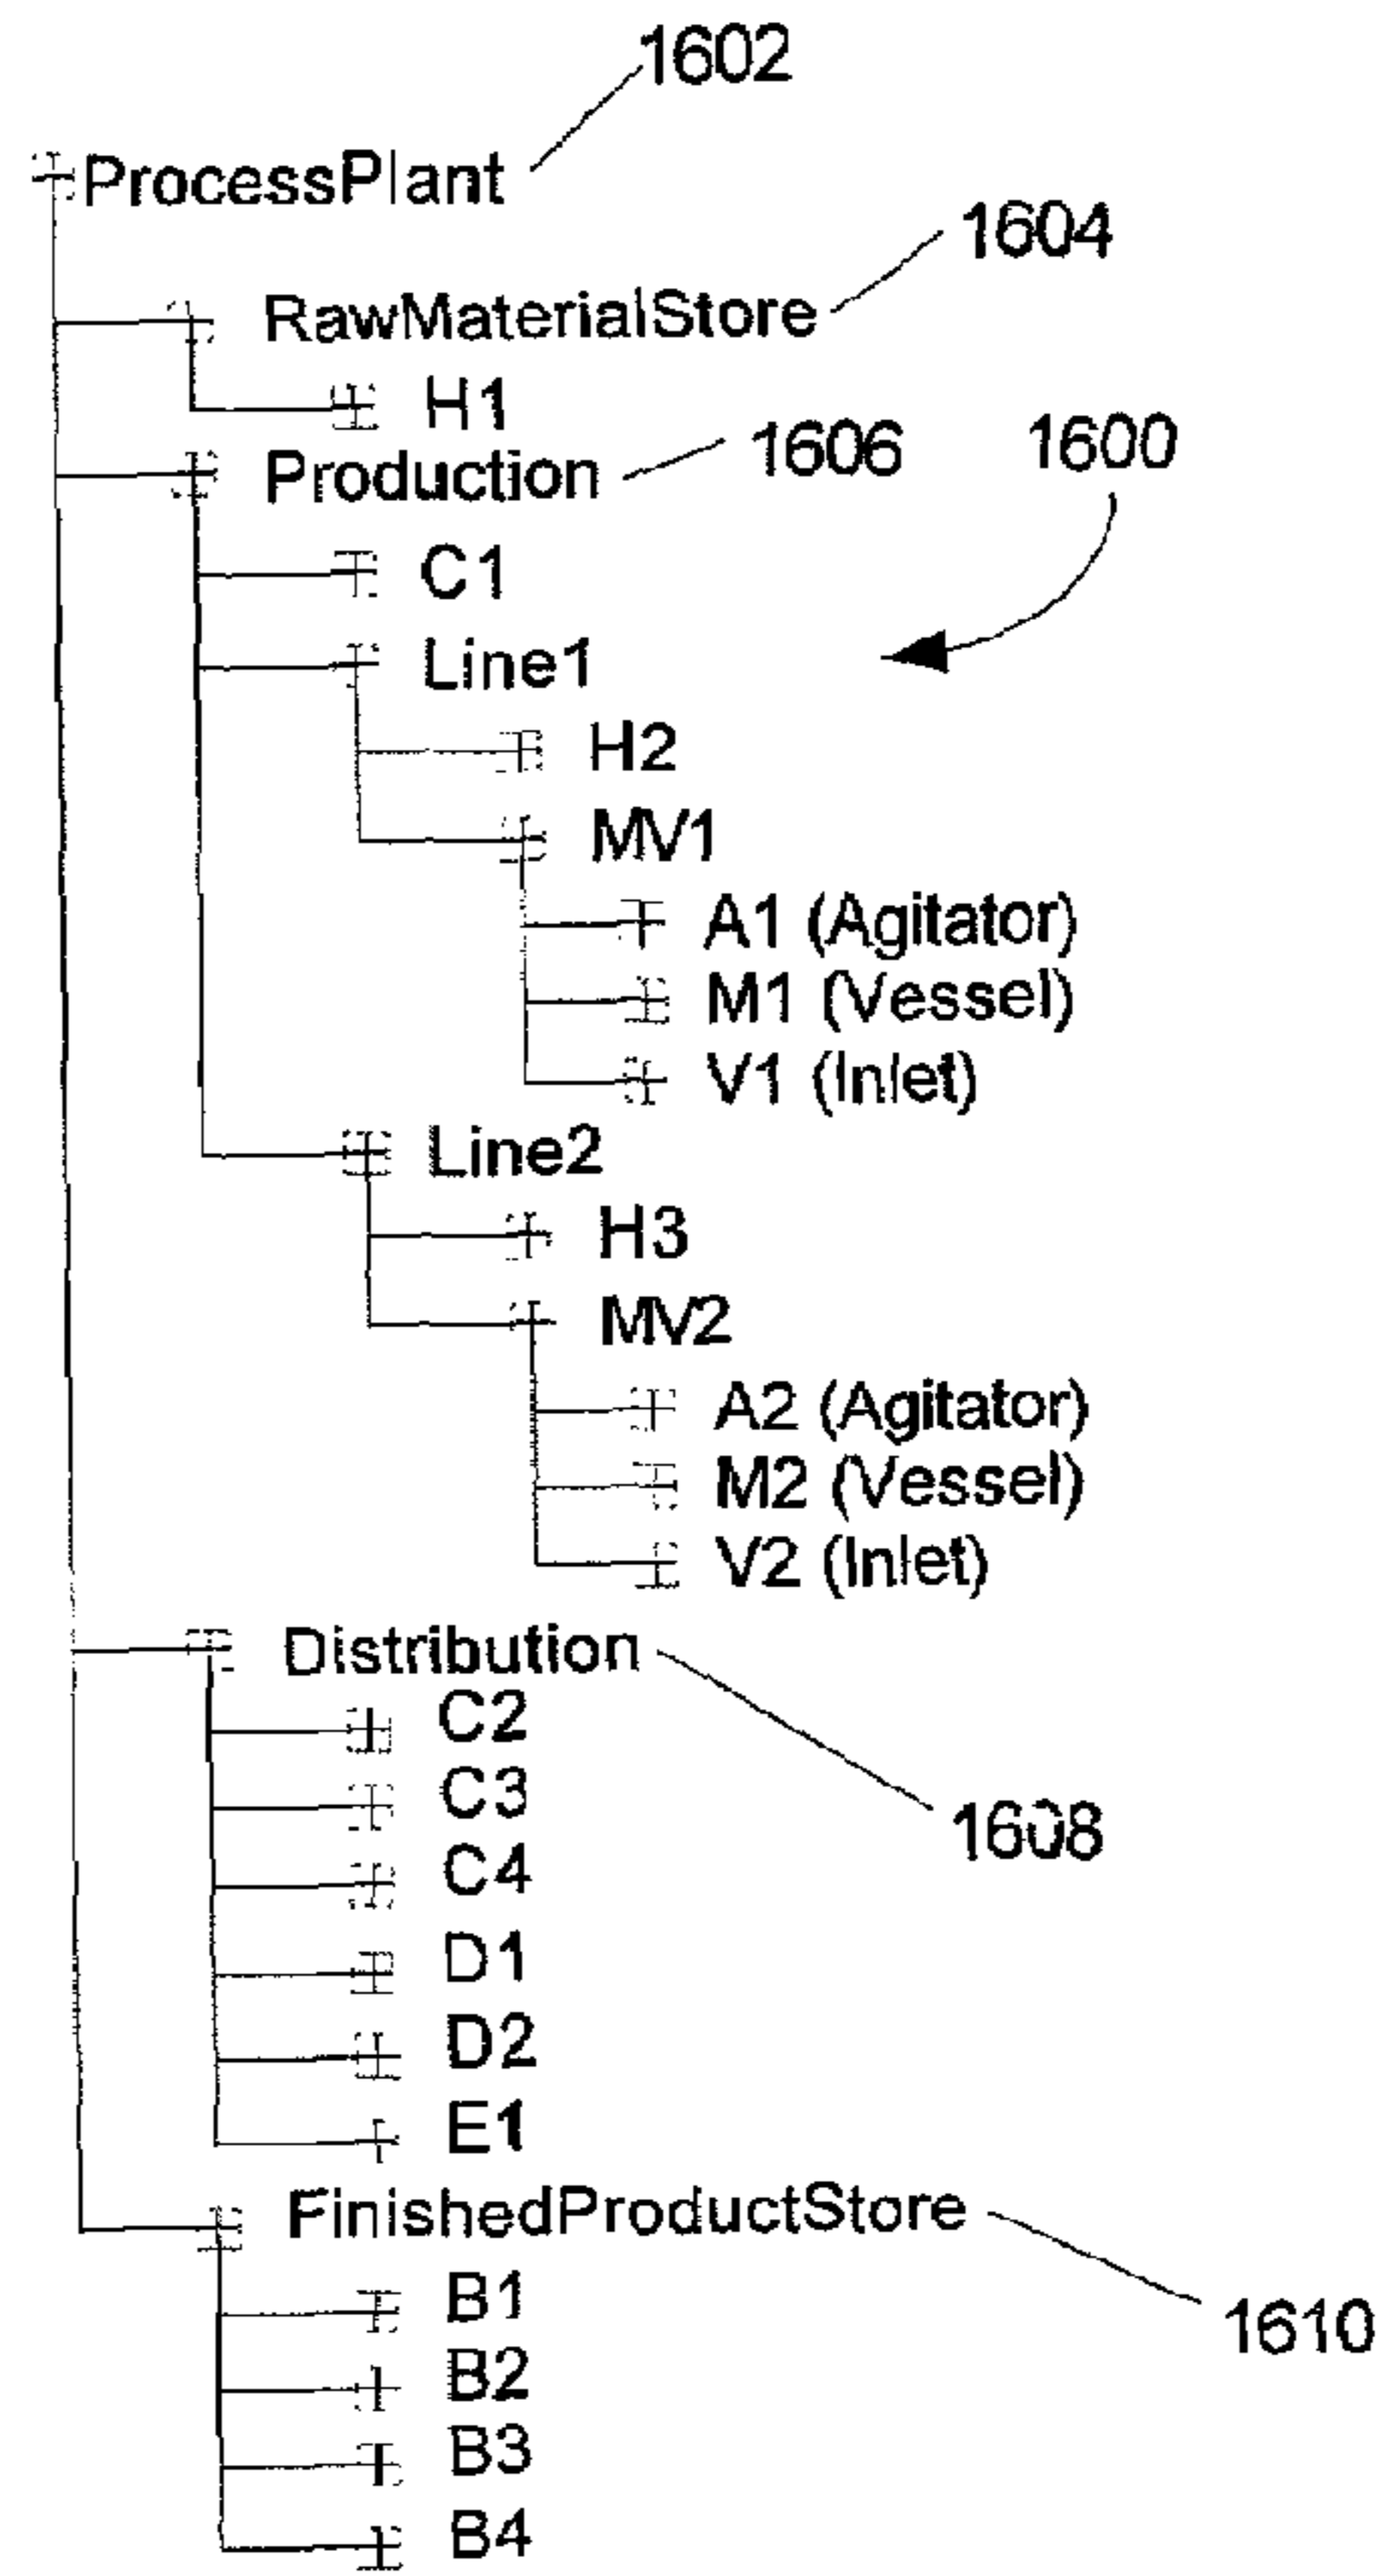 1602
ProcessPlant
1604
RawMaterialStore
H1
1600
Production 1606
C1
Line1
H2
MV1
A1 (Agitator)
M1 (Vessel)
V1 (Inlet)
Line2
H3
MV2
A2 (Agitator)
M2 (Vessel)
V2 (Inlet)
Distribution
C2
C3
1608
C4
D1
D2
E1
FinishedProductStore
B1
1610
B2
B3
B4